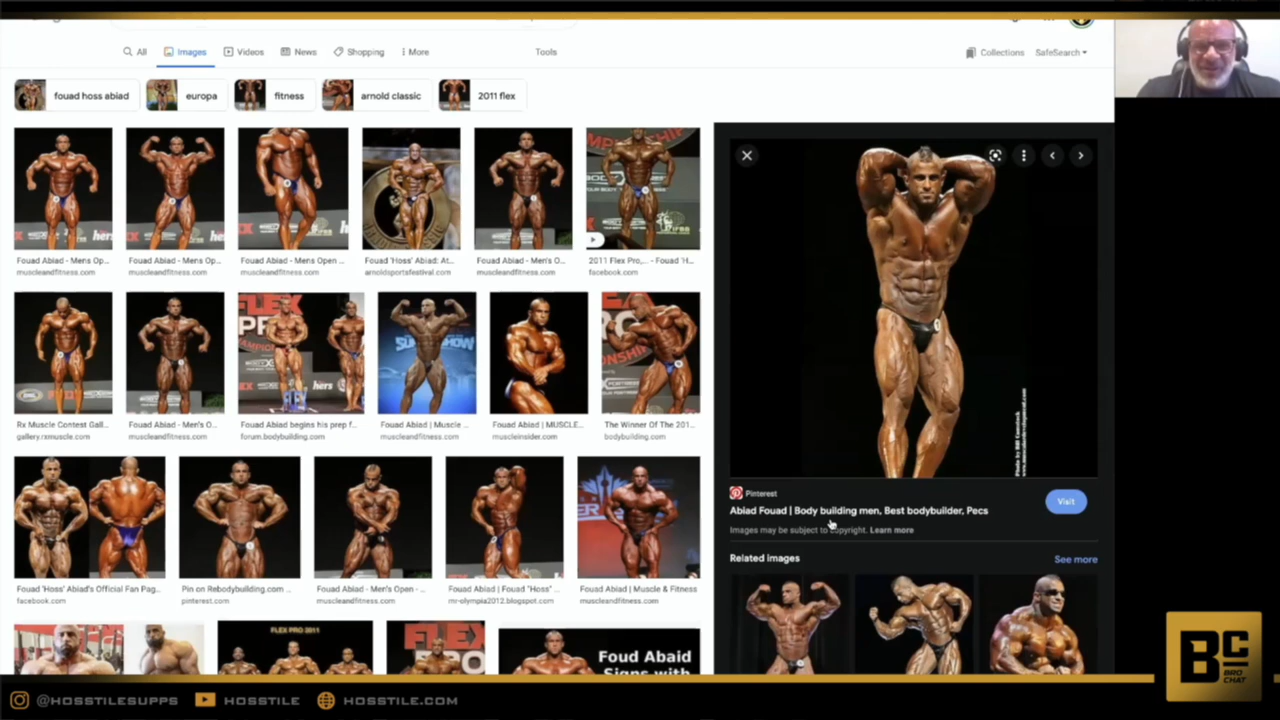 All
Images
Videos
News
Shopping
More
Tools
Collections
SafeSearch
fouad hoss abiad
europa
fitness
arnold classic
2011 flex
Fouad Abiad - Mens Op...
muscleandfitness.com
Fouad Abiad - Mens Op...
muscleandfitness.com
Fouad Abiad - Mens Open ...
muscleandfitness.com
Fouad 'Hoss' Abiad: At...
arnoldsportsfestival.com
Fouad Abiad - Men's O...
muscleandfitness.com
2011 Flex Pro,... - Fouad 'H...
facebook.com
Rx Muscle Contest Gall...
gallery.rxmuscle.com
Fouad Abiad - Men's O...
muscleandfitness.com
FLEX
PRO
hers
Fouad Abiad begins his prep f...
forum.bodybuilding.com
Fouad Abiad | Muscle ...
muscleandfitness.com
Fouad Abiad | MUSCLE...
muscleinsider.com
The Winner Of The 201...
bodybuilding.com
Fouad 'Hoss' Abiad's Official Fan Pag...
facebook.com
Pin on Rebodybuilding.com ...
pinterest.com
Fouad Abiad - Men's Open - ...
muscleandfitness.com
Fouad Abiad | Fouad "Hoss" ...
mr-olympia2012.blogspot.com
Fouad Abiad | Muscle & Fitness
muscleandfitness.com
FLEX PRO 2011
FLEX
Foud Abaid
Signs with
Pinterest
Abiad Fouad | Body building men, Best bodybuilder, Pecs
Visit
Images may be subject to copyright. Learn more
Related images
See more
@HOSSTILESUPPS
HOSSTILE
HOSSTILE.COM
BC
BRO
CHAT